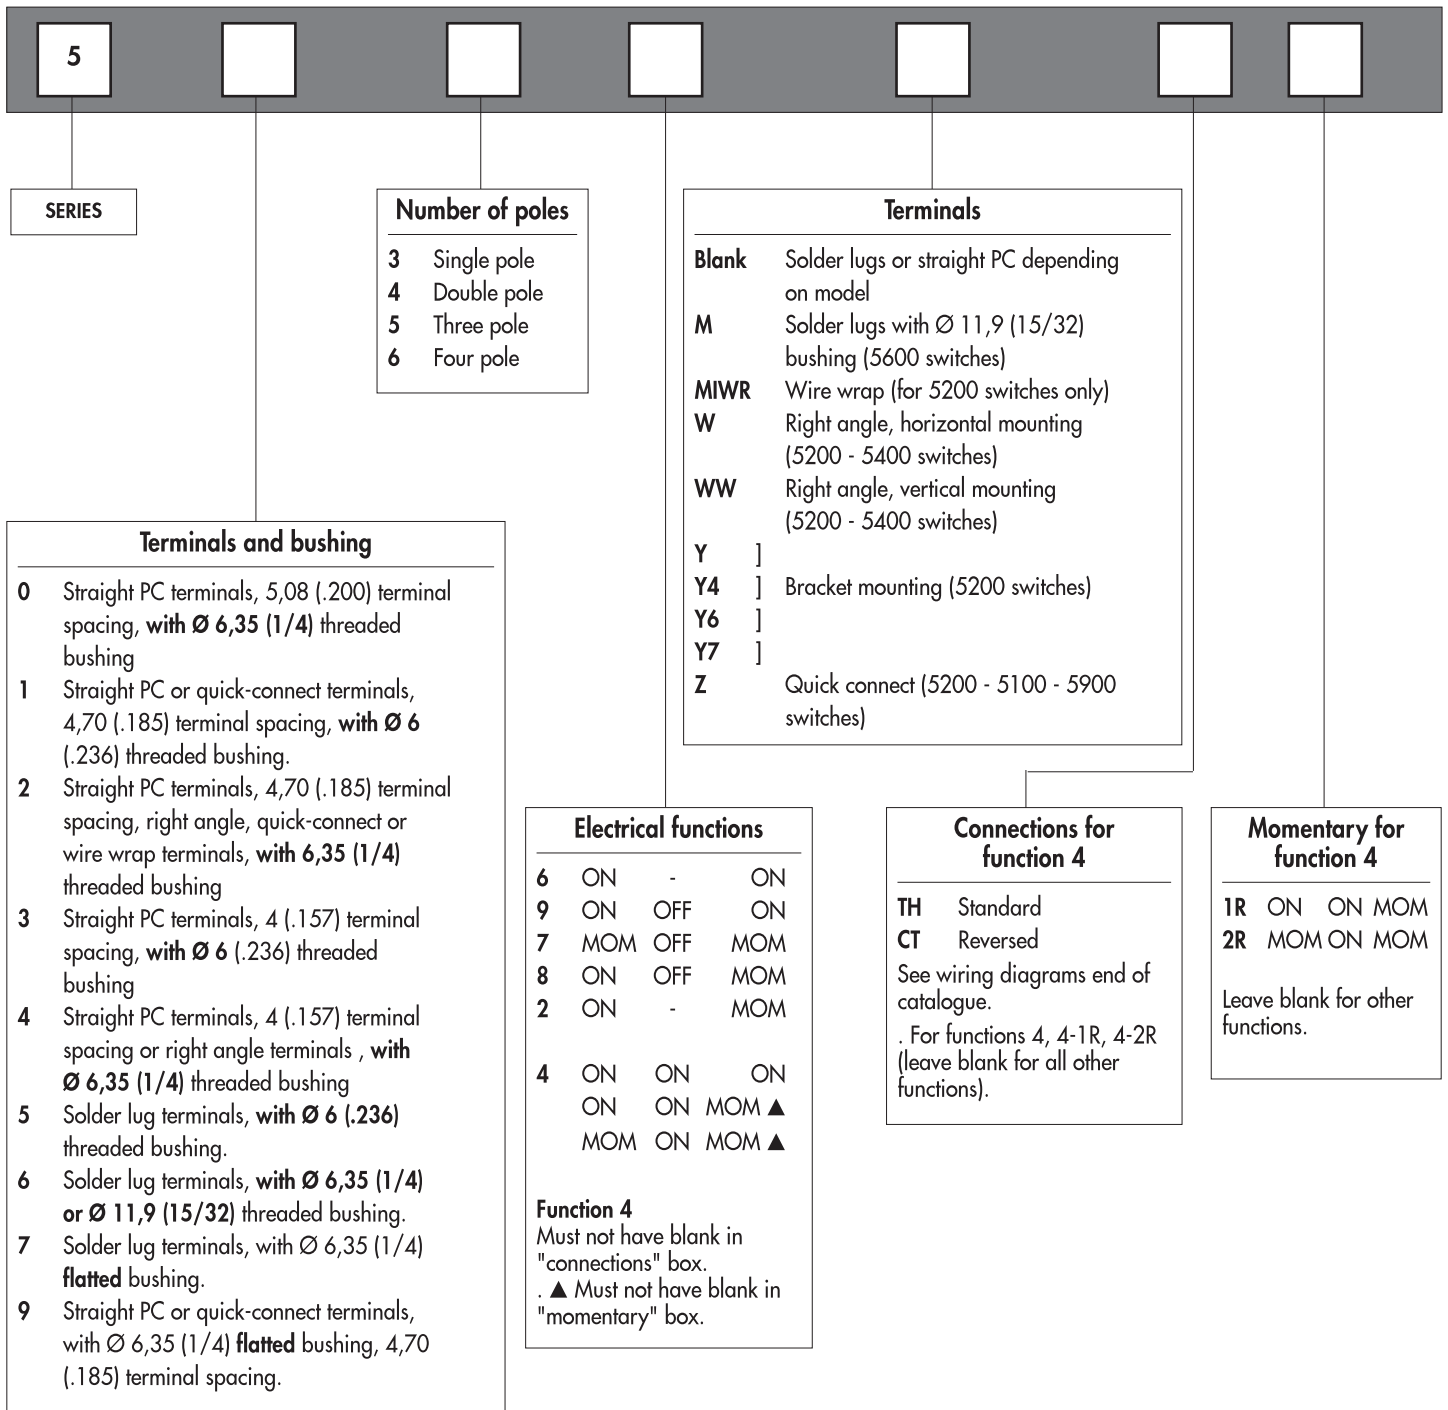 5
SERIES
Number of poles
3 Single pole
4 Double pole
5 Three pole
6 Four pole
Terminals
Blank Solder lugs or straight PC depending
on model
M Solder lugs with Ø 11,9 (15/32)
bushing (5600 switches)
MIWR Wire wrap (for 5200 switches only)
W Right angle, horizontal mounting
(5200 - 5400 switches)
WW Right angle, vertical mounting
(5200 - 5400 switches)
Y ]
Y4 ] Bracket mounting (5200 switches)
Y6 ]
Y7 ]
Z Quick connect (5200 - 5100 - 5900
switches)
Terminals and bushing
0 Straight PC terminals, 5,08 (.200) terminal
spacing, with Ø 6,35 (1/4) threaded
bushing
1 Straight PC or quick-connect terminals,
4,70 (.185) terminal spacing, with Ø 6
(.236) threaded bushing.
2 Straight PC terminals, 4,70 (.185) terminal
spacing, right angle, quick-connect or
wire wrap terminals, with 6,35 (1/4)
threaded bushing
3 Straight PC terminals, 4 (.157) terminal
spacing, with Ø 6 (.236) threaded
bushing
4 Straight PC terminals, 4 (.157) terminal
spacing or right angle terminals , with
Ø 6,35 (1/4) threaded bushing
5 Solder lug terminals, with Ø 6 (.236)
threaded bushing.
6 Solder lug terminals, with Ø 6,35 (1/4)
or Ø 11,9 (15/32) threaded bushing.
7 Solder lug terminals, with Ø 6,35 (1/4)
flatted bushing.
9 Straight PC or quick-connect terminals,
with Ø 6,35 (1/4) flatted bushing, 4,70
(.185) terminal spacing.
Electrical functions
6 ON - ON
9 ON OFF ON
7 MOM OFF MOM
8 ON OFF MOM
2 ON - MOM
4 ON ON ON
ON ON MOM ▲
MOM ON MOM ▲
Function 4
Must not have blank in
"connections" box.
. ▲ Must not have blank in
"momentary" box.
Connections for
function 4
TH Standard
CT Reversed
See wiring diagrams end of
catalogue.
. For functions 4, 4-1R, 4-2R
(leave blank for all other
functions).
Momentary for
function 4
1R ON ON MOM
2R MOM ON MOM
Leave blank for other
functions.